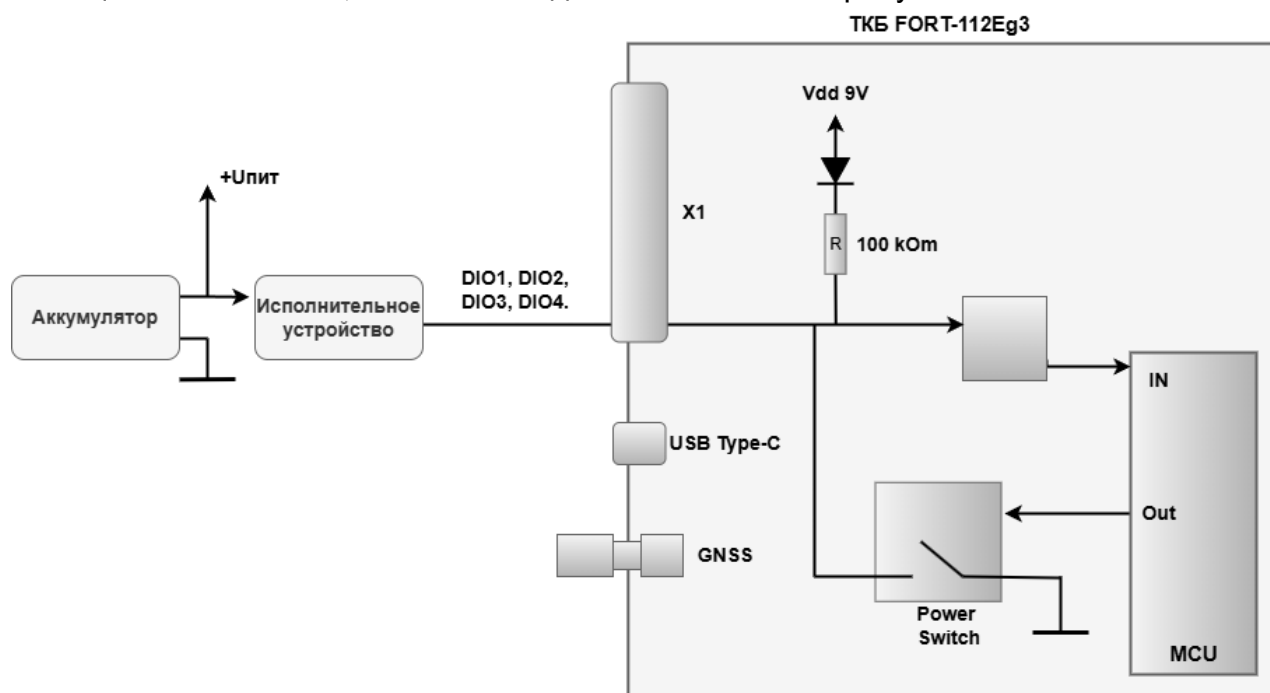 ТКБ FORT-112Eg3
Vdd 9V
+Uпит
X1
R
100 kOm
DIO1, DIO2,
DIO3, DIO4.
Аккумулятор
Исполнительное
устройство
IN
USB Type-C
Out
GNSS
Power
Switch
MCU